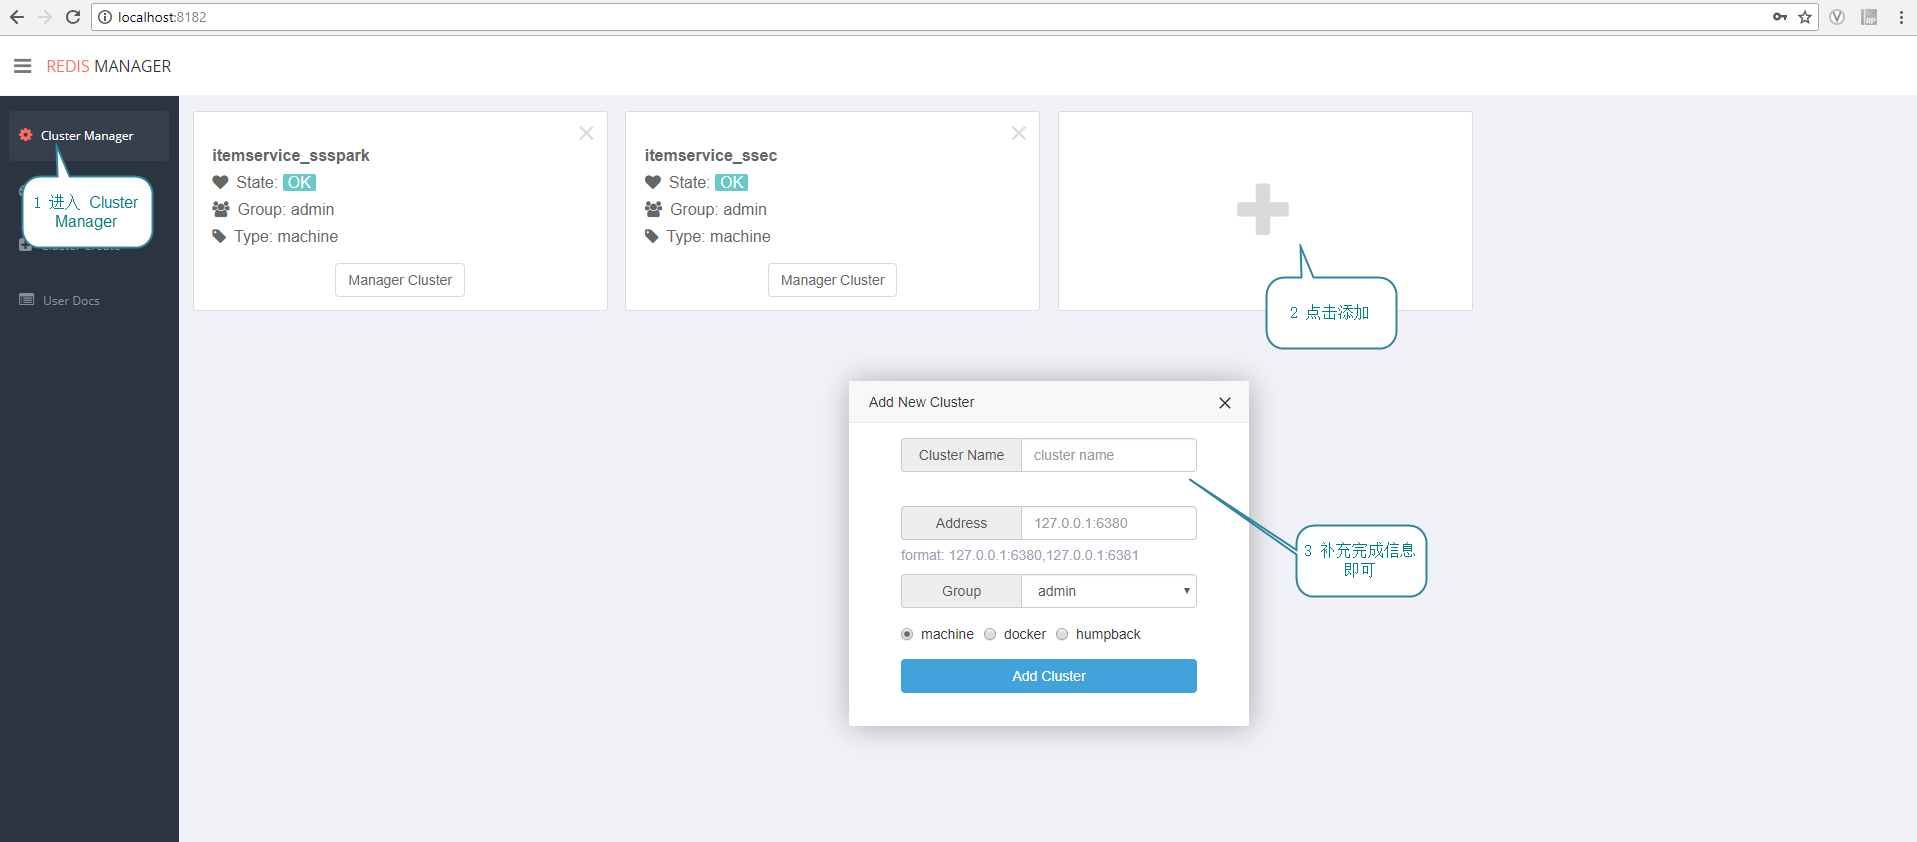 localhost:8182
REDIS MANAGER
Cluster Manager
1 进入 Cluster
Manager
Cluster Create
User Docs
itemservice_ssspark
State: OK
Group: admin
Type: machine
Manager Cluster
itemservice_ssec
State: OK
Group: admin
Type: machine
Manager Cluster
2 点击添加
Add New Cluster
Cluster Name cluster name
Address 127.0.0.1:6380
format: 127.0.0.1:6380,127.0.0.1:6381
Group admin
machine docker humpback
Add Cluster
3 补充完成信息
即可